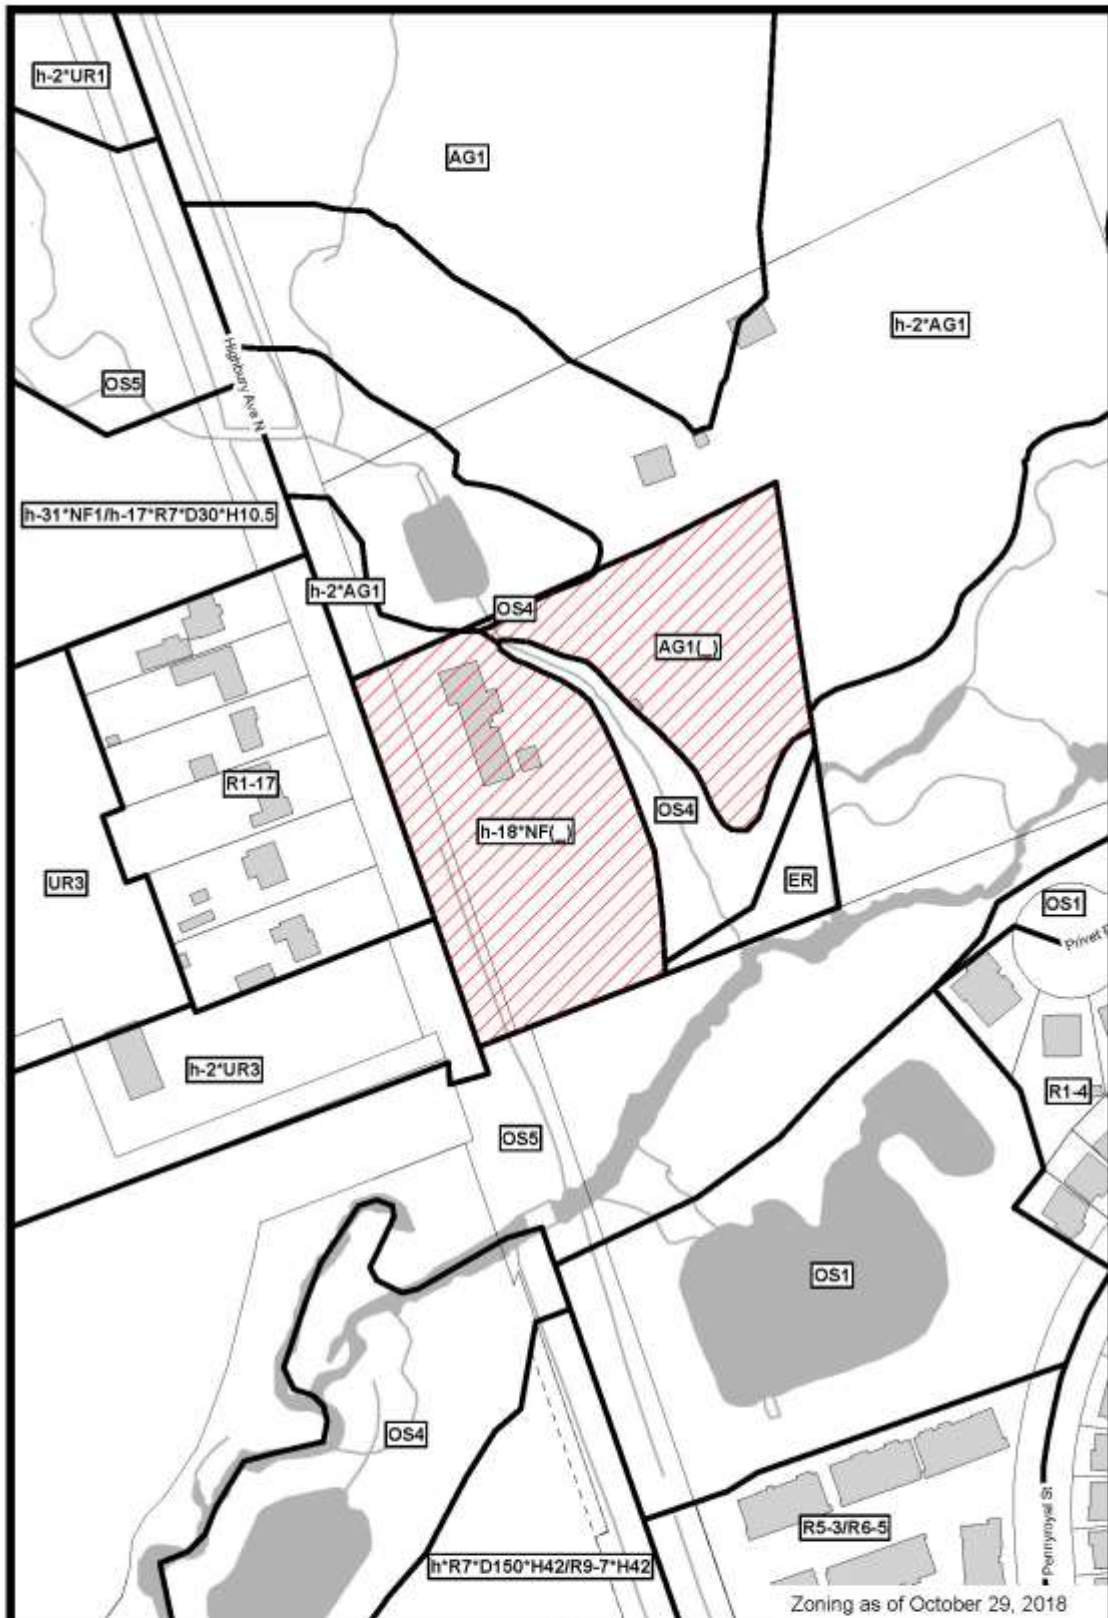 h-2*UR1
AG1
h-2*AG1
Highbury Ave N
OS5
h-31*NF1/h-17*R7*D30*H10.5
h-2*AG1
OS4
AG1(_)
R1-17
OS4
h-18*NF(_)
UR3
ER
OS1
Privet
h-2*UR3
R1-4
OS5
OS1
OS4
R5-3/R6-5
Pennyroyal St
h*R7*D150*H42/R9-7*H42
Zoning as of October 29, 2018